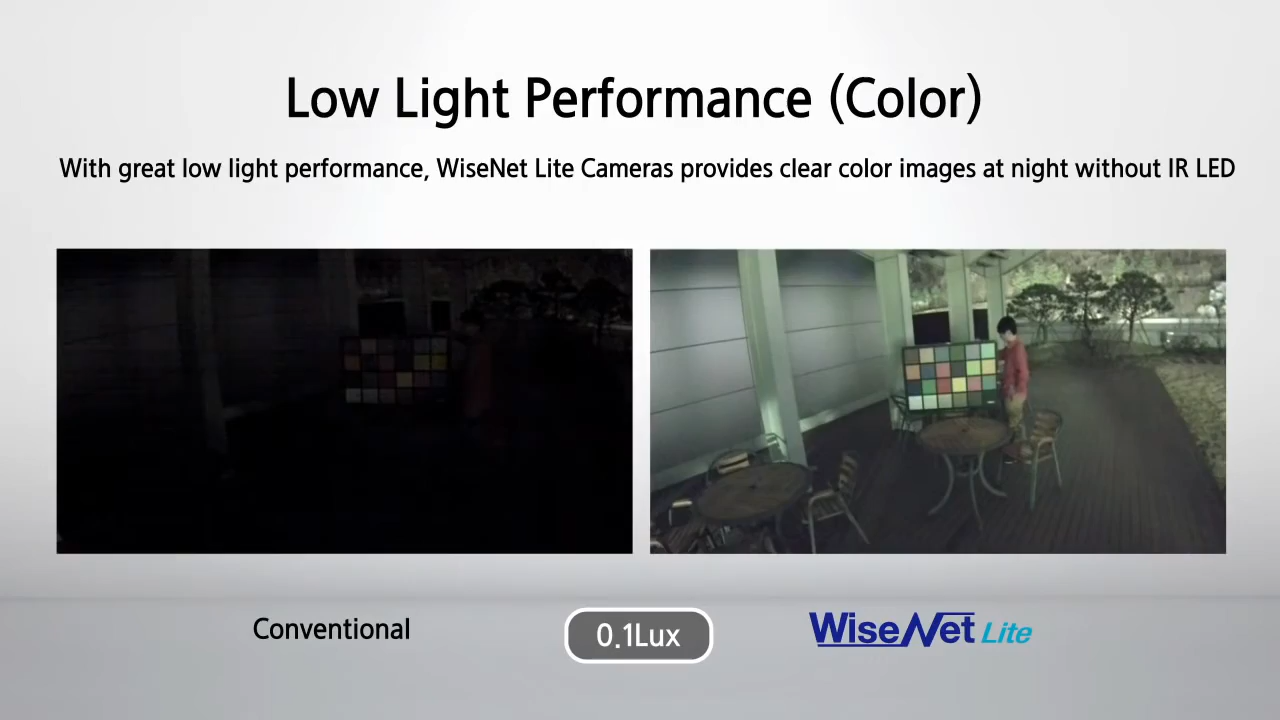 Low Light Performance (Color)
With great low light performance, WiseNet Lite Cameras provides clear color images at night without IR LED
Conventional
0.1Lux
WiseNet Lite